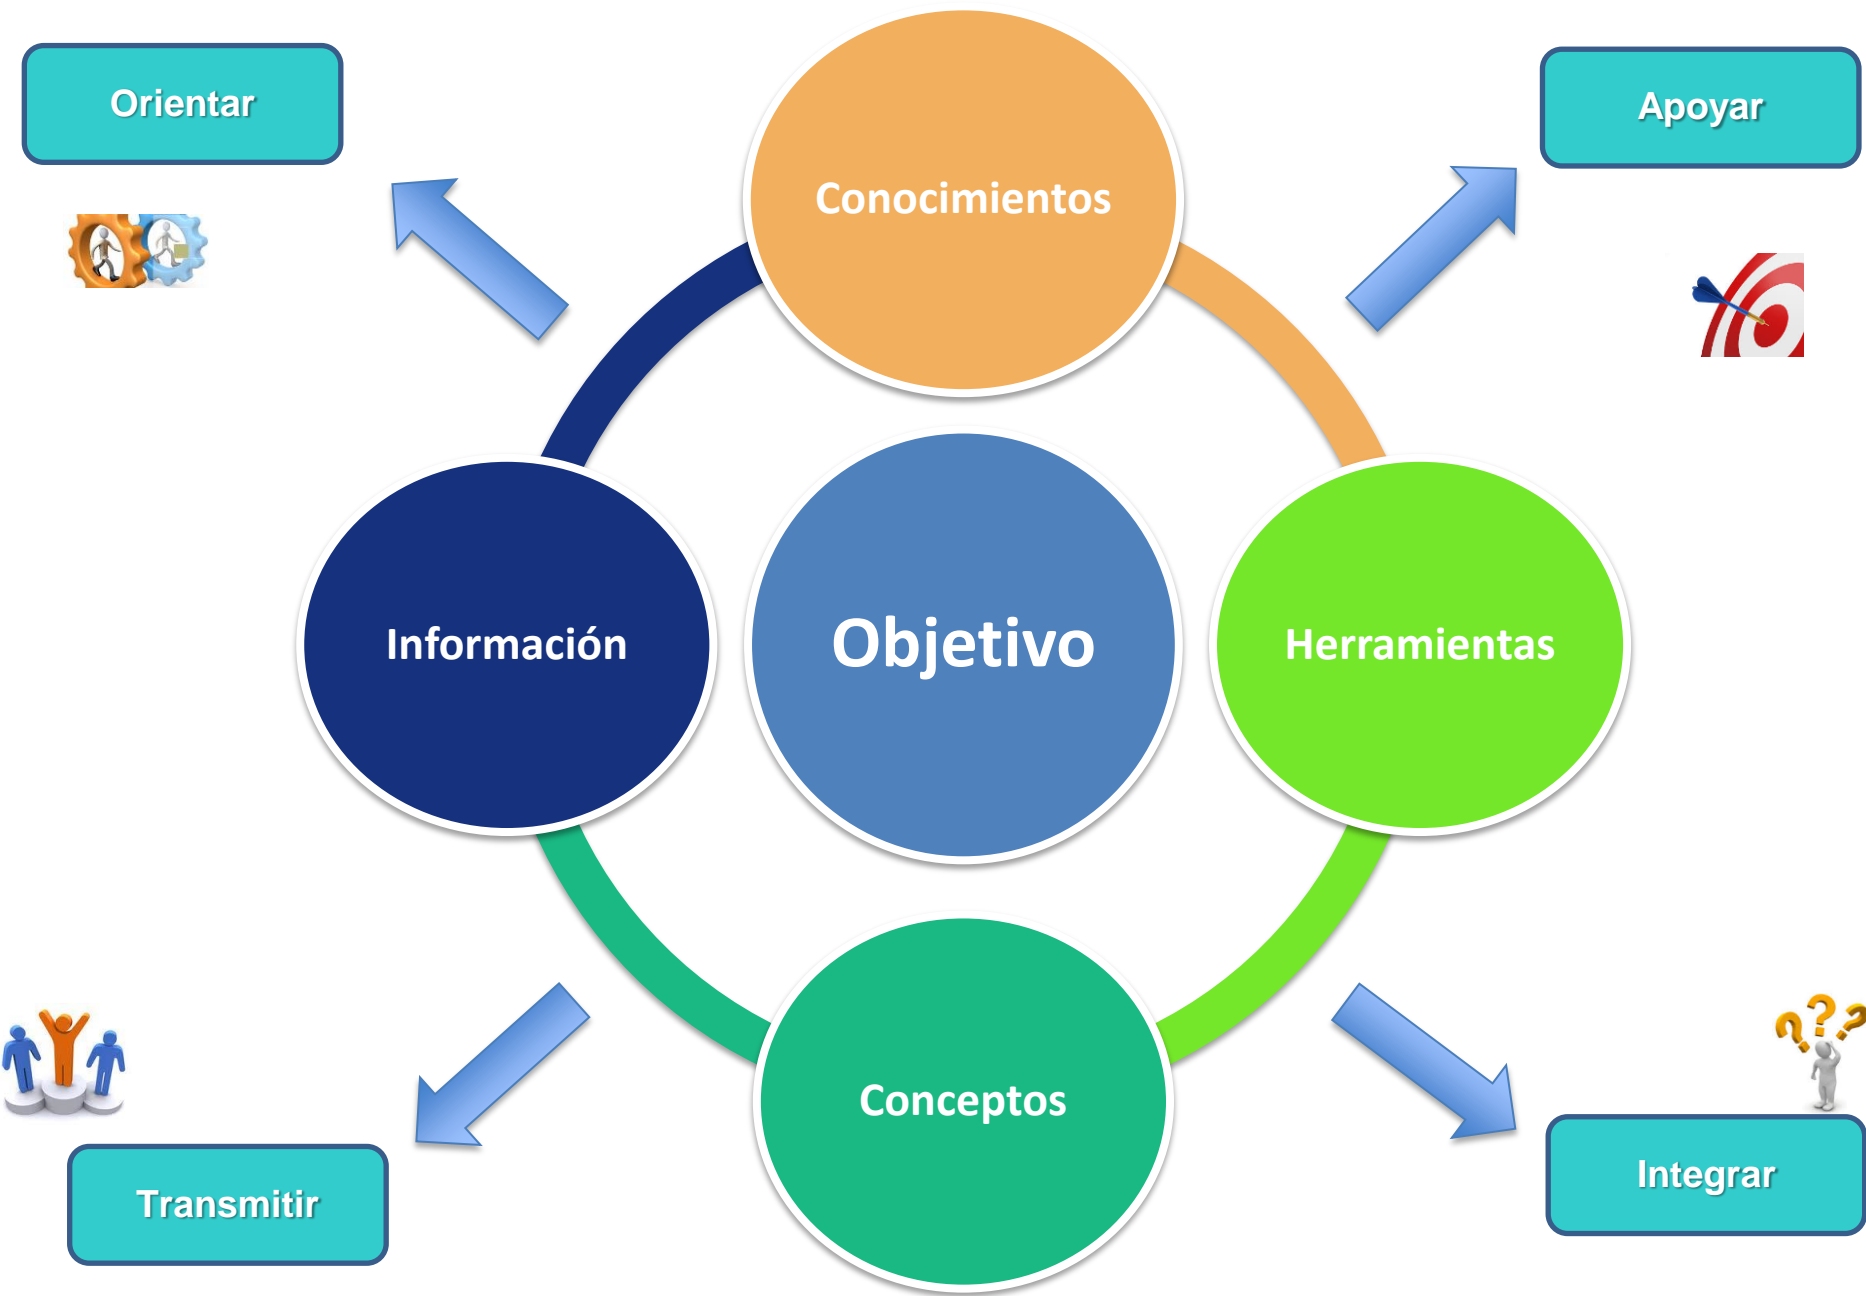 Orientar
Apoyar
Conocimientos
Información
Objetivo
Herramientas
Conceptos
Transmitir
Integrar